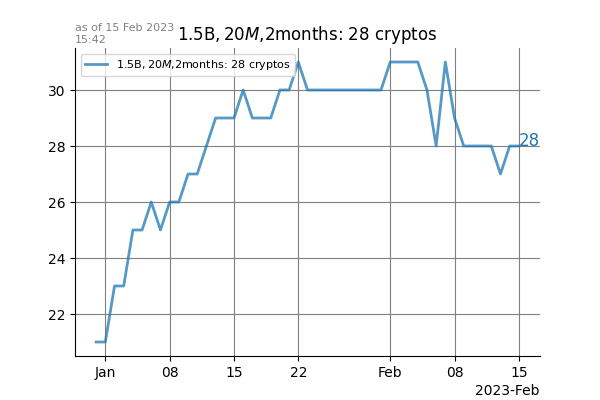 as of 15 Feb 2023
15:42
1.5B, 20M,2months: 28 cryptos
1.5B, 20M,2months: 28 cryptos
30
28
26
24
22
28
Jan
08
15
22
Feb
08
15
2023-Feb